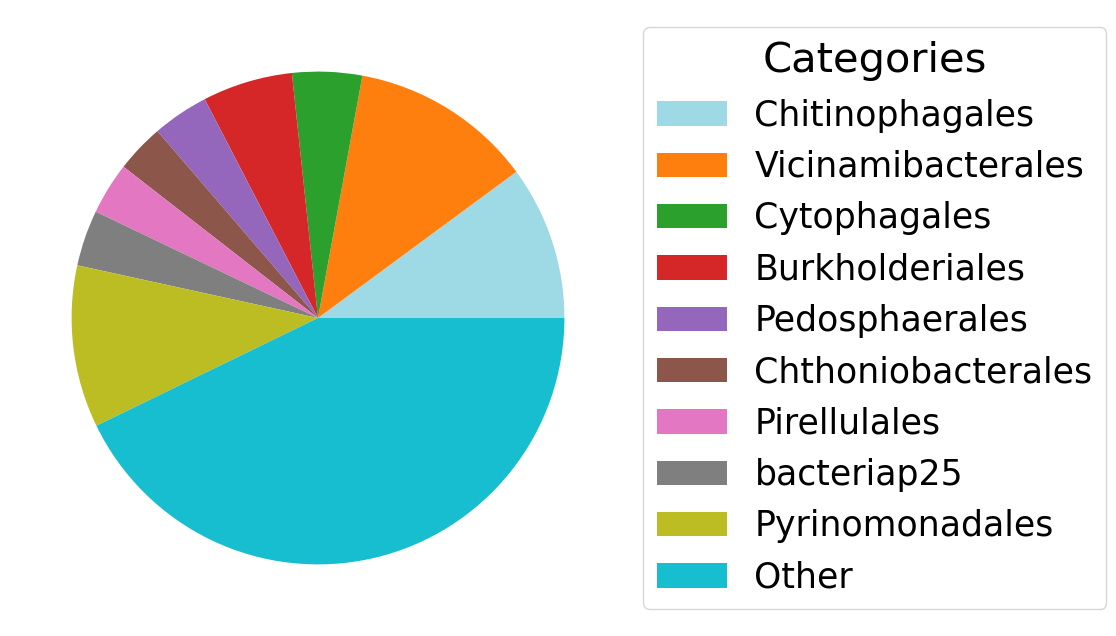 Categories
Chitinophagales
Vicinamibacterales
Cytophagales
Burkholderiales
Pedosphaerales
Chthoniobacterales
Pirellulales
bacteriap25
Pyrinomonadales
Other